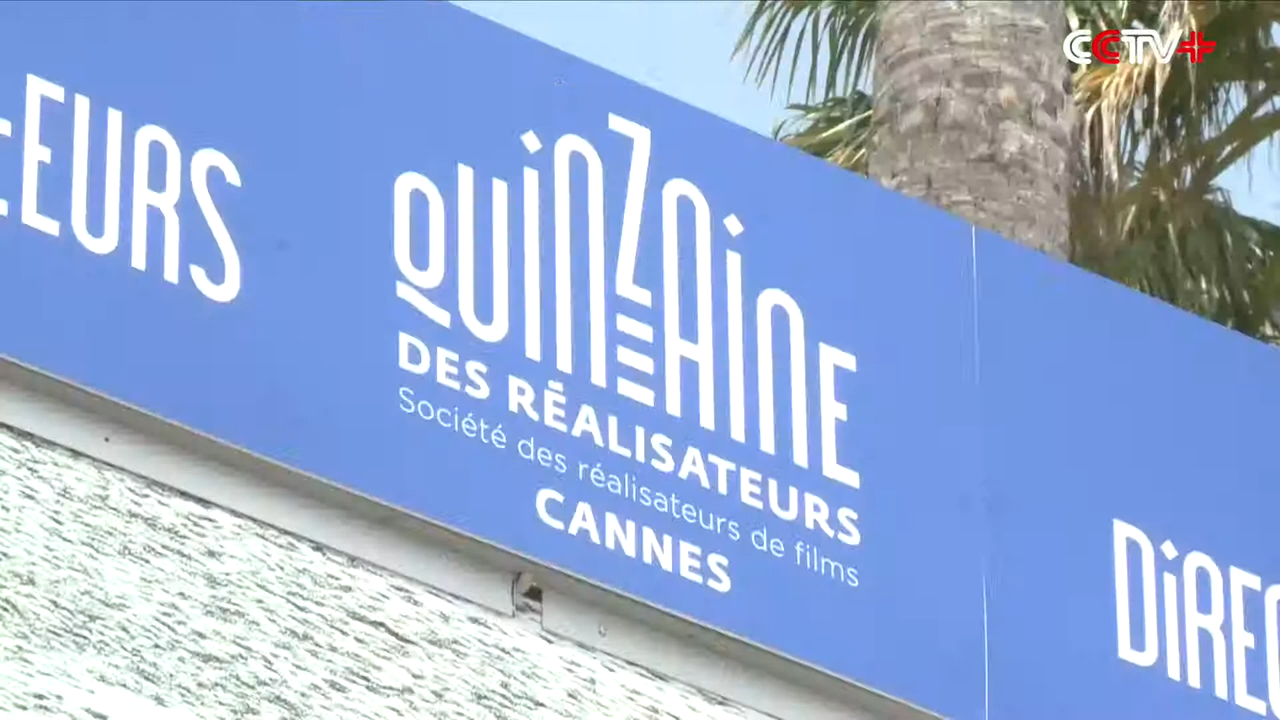 CCTV+
EURS
QUINZAINE
DES RÉALISATEURS
Société des réalisateurs de films
CANNES
DIREC